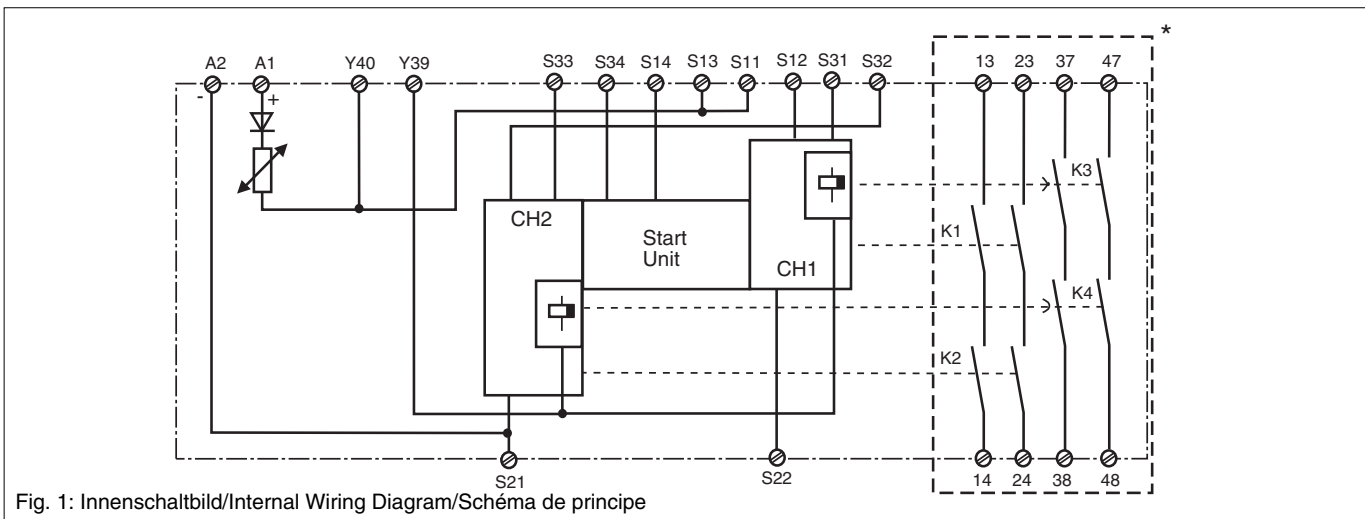 *
A2 A1 Y40 Y39 S33 S34 S14 S13 S11 S12 S31 S32 13 23 37 47
- +
K3
CH2
Start
Unit
K1
CH1
K4
K2
S21 S22 14 24 38 48
Fig. 1: Innenschaltbild/Internal Wiring Diagram/Schéma de principe